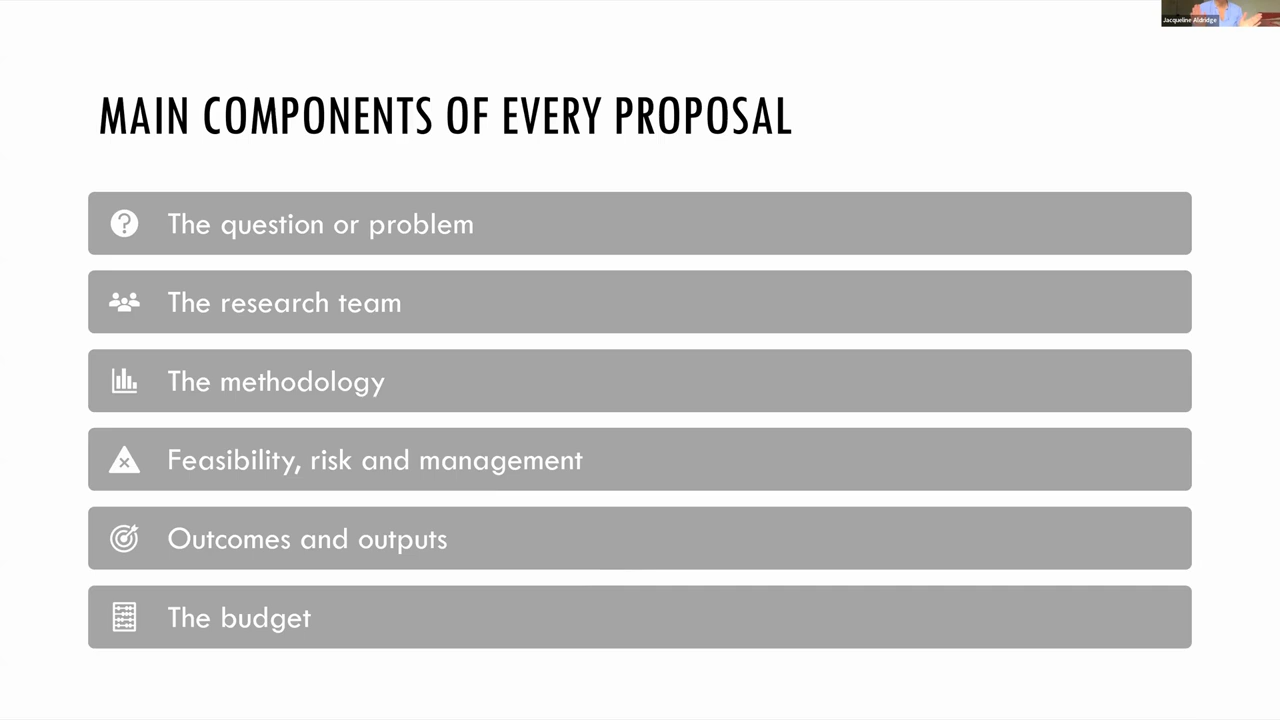 Jacqueline Aldridge
MAIN COMPONENTS OF EVERY PROPOSAL
The question or problem
The research team
The methodology
Feasibility, risk and management
Outcomes and outputs
The budget